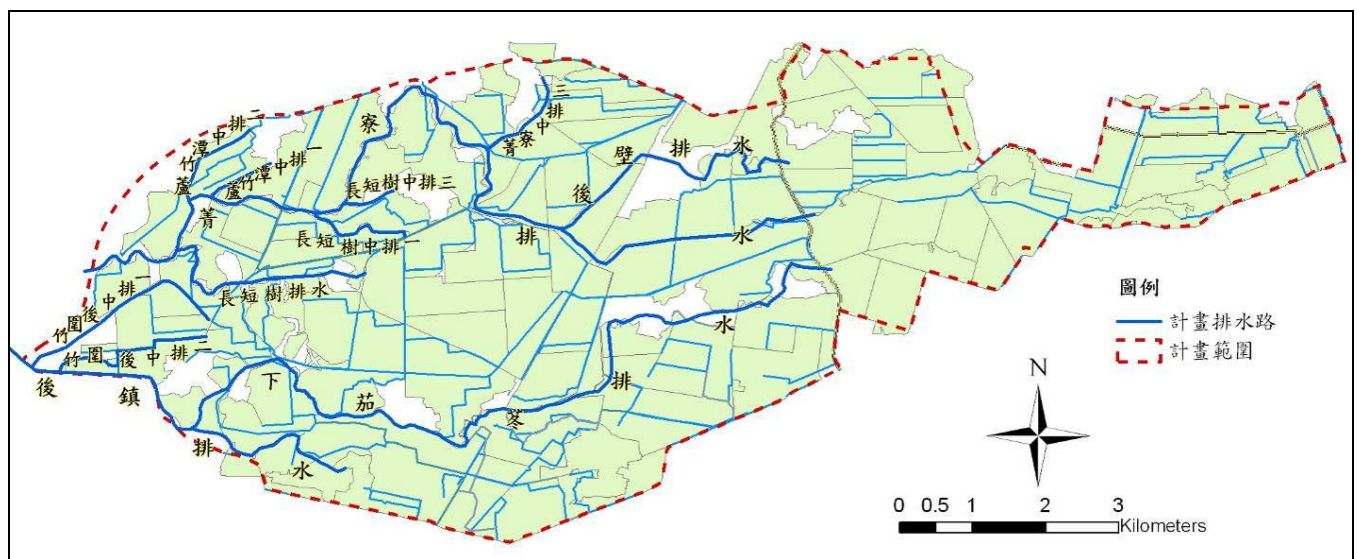 蘆竹潭中排二
蘆竹潭中排一
菁寮排水
菁寮中排三
後壁排水
長短樹中排三
長短樹中排一
長短樹排水
竹圍後中排一
竹圍後中排二
後鎮排水
下茄苳排水
圖例
計畫排水路
計畫範圍
N
0 0.5 1 2 3
Kilometers